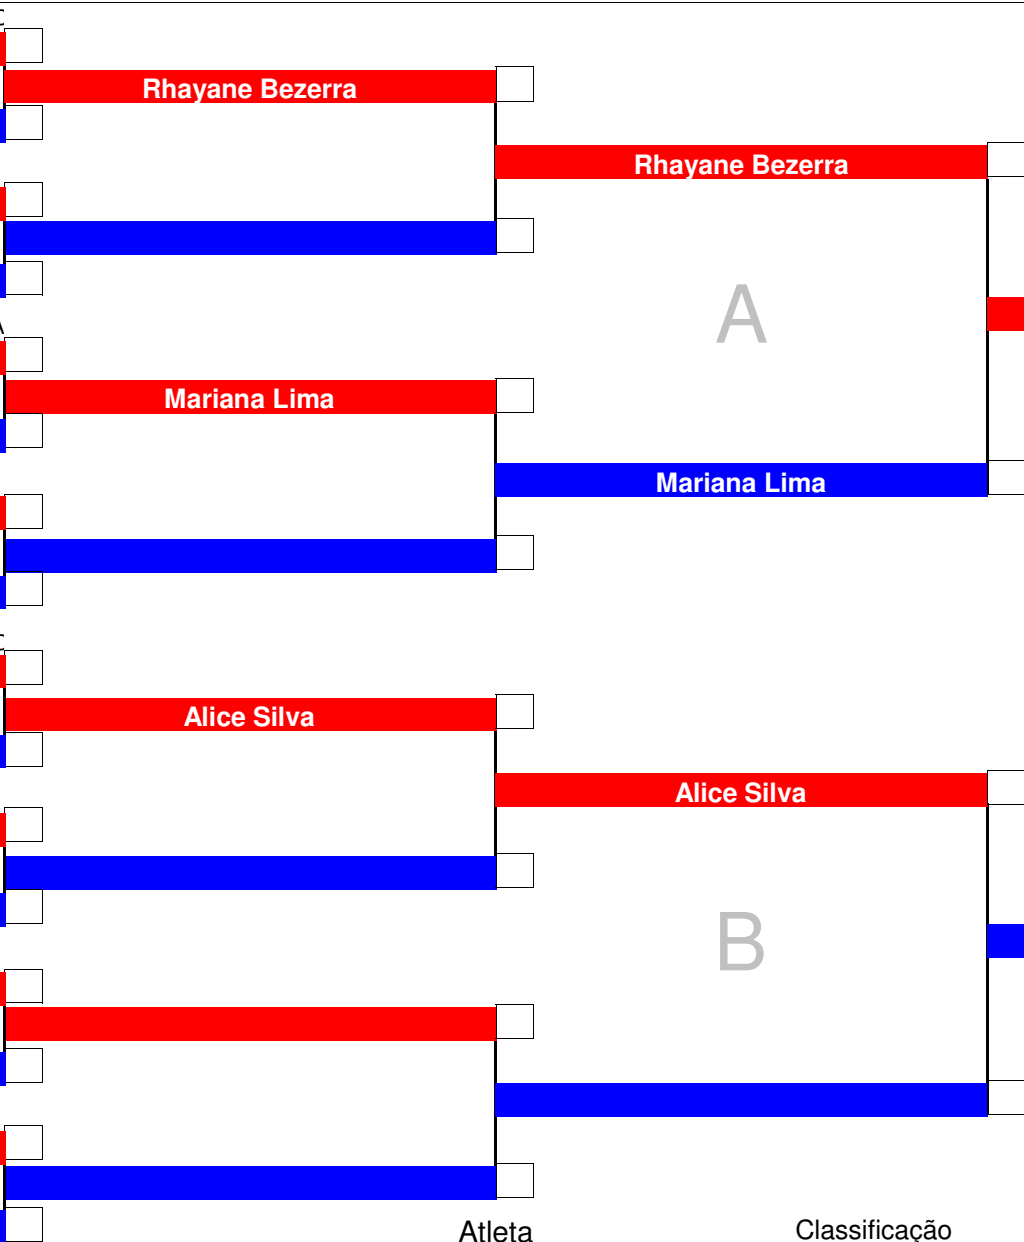 Rhayane Bezerra
Rhayane Bezerra
A
Mariana Lima
Mariana Lima
Alice Silva
Alice Silva
B
Atleta
Classificação